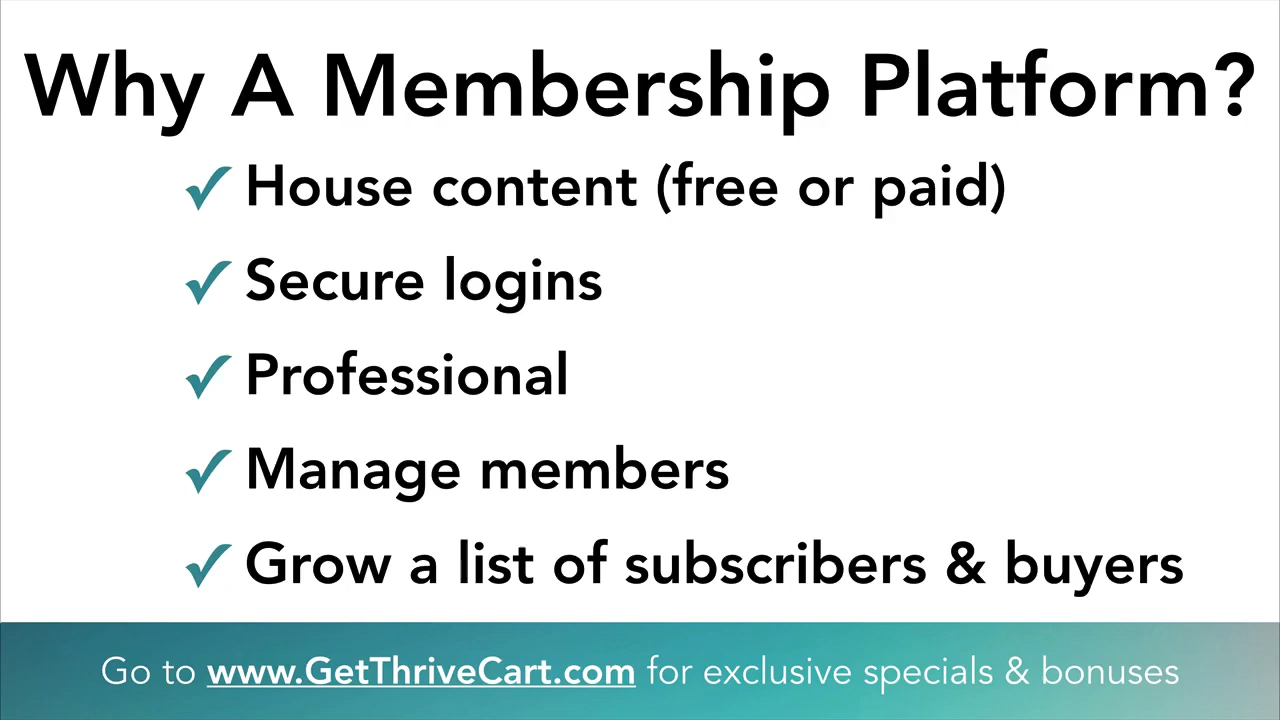 Why A Membership Platform?
✓ House content (free or paid)
✓ Secure logins
✓ Professional
✓ Manage members
✓ Grow a list of subscribers & buyers
Go to www.GetThriveCart.com for exclusive specials & bonuses